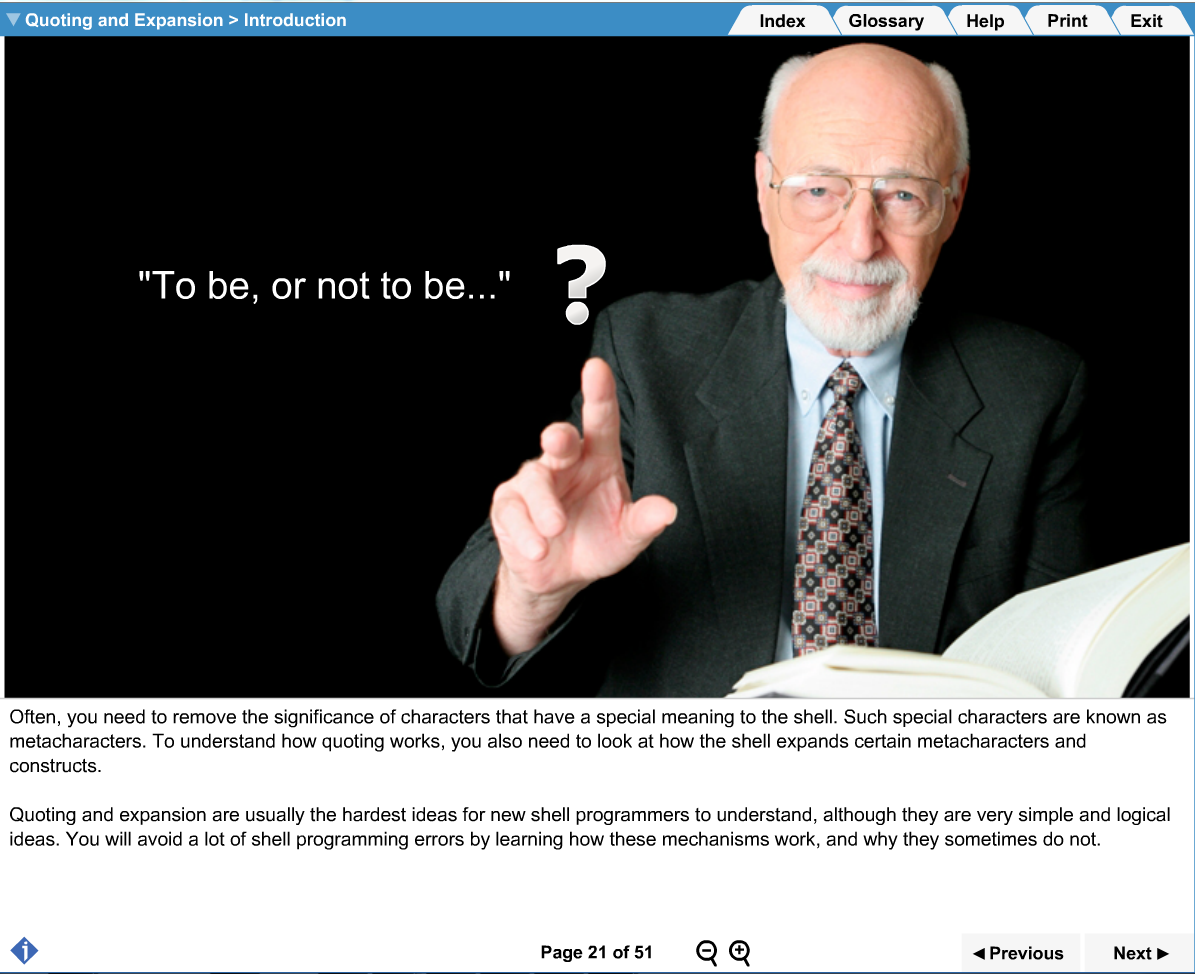 Quoting and Expansion > Introduction
Index
Glossary
Help
Print
Exit
"To be, or not to be..." ?
Often, you need to remove the significance of characters that have a special meaning to the shell. Such special characters are known as
metacharacters. To understand how quoting works, you also need to look at how the shell expands certain metacharacters and
constructs.
Quoting and expansion are usually the hardest ideas for new shell programmers to understand, although they are very simple and logical
ideas. You will avoid a lot of shell programming errors by learning how these mechanisms work, and why they sometimes do not.
Page 21 of 51
Previous
Next